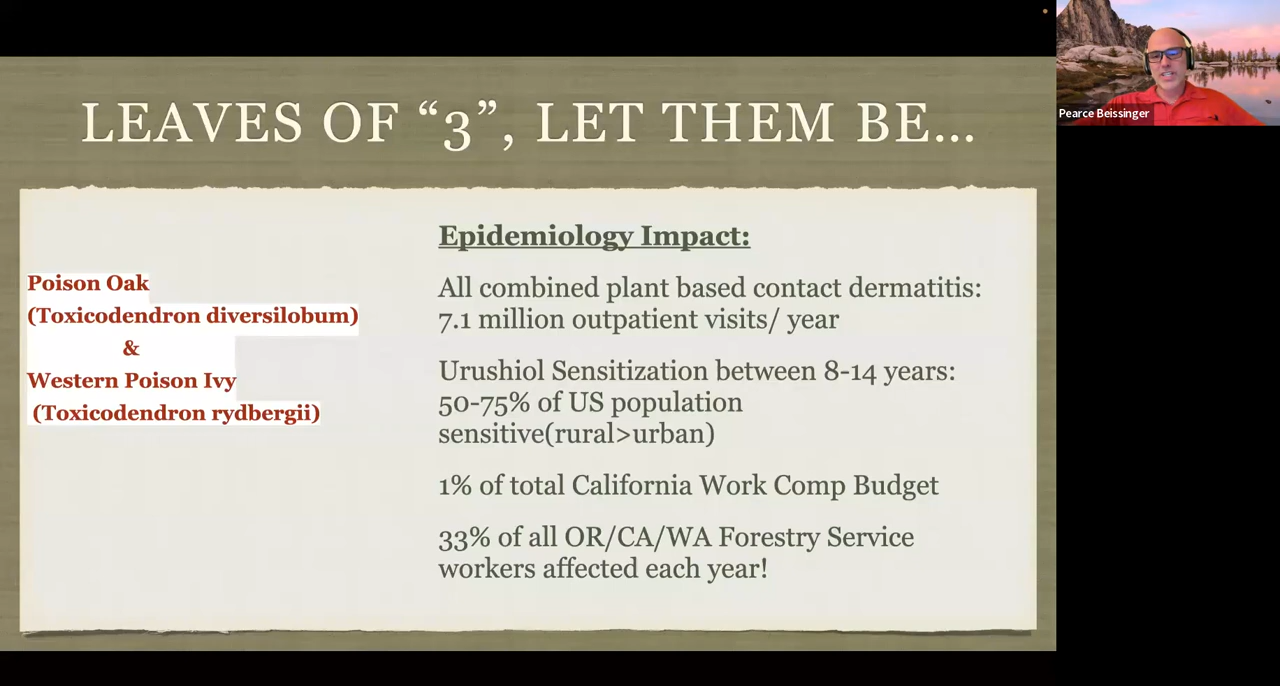 LEAVES OF “3”, LET THEM BE...
Pearce Beissinger
Poison Oak
(Toxicodendron diversilobum)
&
Western Poison Ivy
(Toxicodendron rydbergii)
Epidemiology Impact:
All combined plant based contact dermatitis:
7.1 million outpatient visits/ year
Urushiol Sensitization between 8-14 years:
50-75% of US population
sensitive(rural>urban)
1% of total California Work Comp Budget
33% of all OR/CA/WA Forestry Service
workers affected each year!